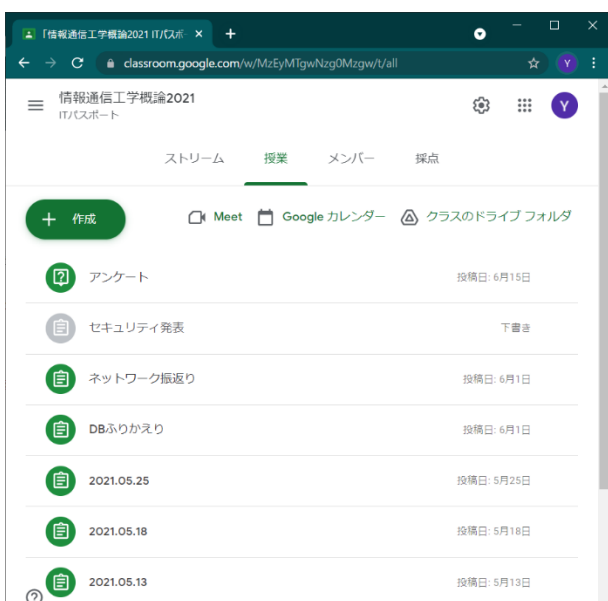 「情報通信工学概論2021 ITパスポー
classroom.google.com/w/MzEyMTgwNzg0Mzgw/t/all
Y
情報通信工学概論2021
ITパスポート
Y
ストリーム 授業 メンバー 採点
+ 作成 Meet Google カレンダー クラスのドライブ フォルダ
アンケート 投稿日: 6月15日
セキュリティ発表 下書き
ネットワーク振返り 投稿日: 6月1日
DBふりかえり 投稿日: 6月1日
2021.05.25 投稿日: 5月25日
2021.05.18 投稿日: 5月18日
2021.05.13 投稿日: 5月13日